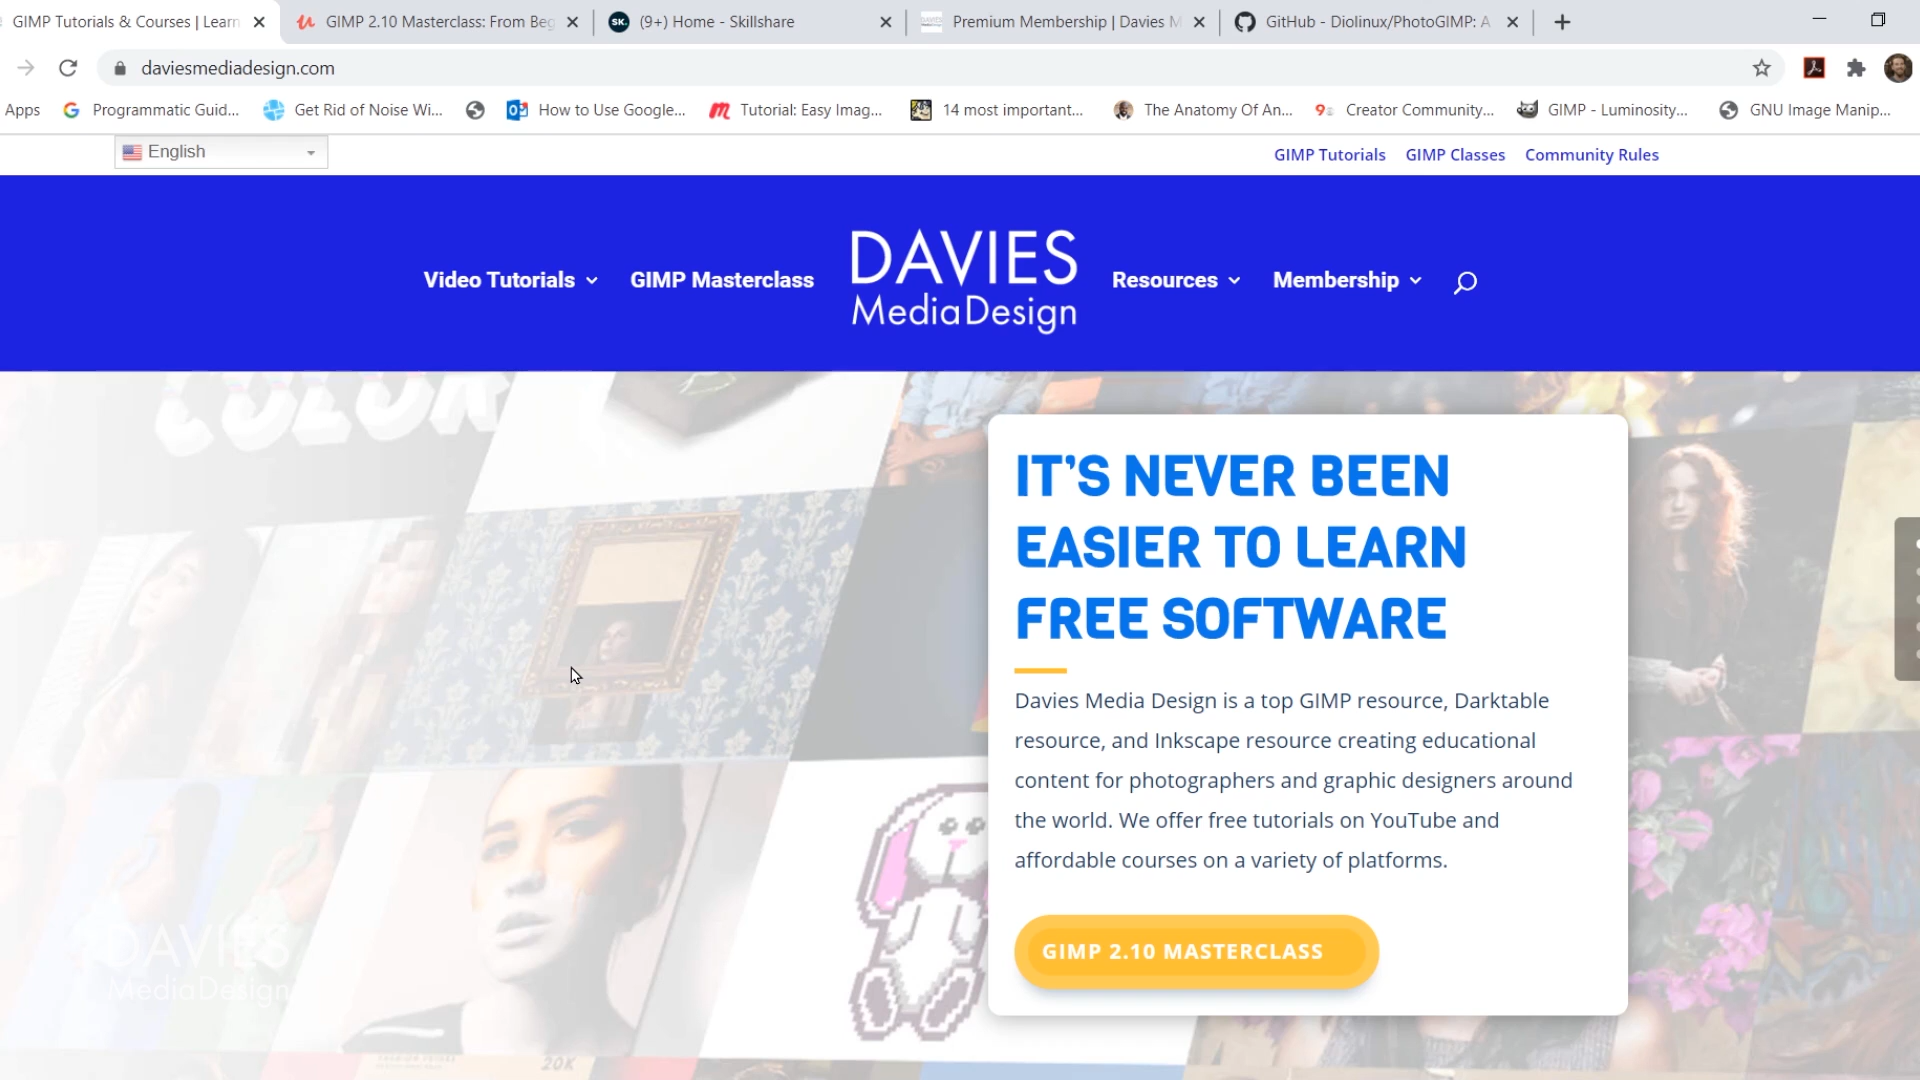 GIMP Tutorials & Courses | Learn
GIMP 2.10 Masterclass: From Beg
SK. (9+) Home - Skillshare
Premium Membership | Davies M
GitHub - Diolinux/PhotoGIMP: A
daviesmediadesign.com
Apps
Programmatic Guid...
Get Rid of Noise Wi...
How to Use Google...
Tutorial: Easy Imag...
14 most important...
The Anatomy Of An...
Creator Community...
GIMP - Luminosity...
GNU Image Manip...
English
GIMP Tutorials
GIMP Classes
Community Rules
Video Tutorials
GIMP Masterclass
DAVIES
MediaDesign
Resources
Membership
COLOR
IT'S NEVER BEEN
EASIER TO LEARN
FREE SOFTWARE
Davies Media Design is a top GIMP resource, Darktable
resource, and Inkscape resource creating educational
content for photographers and graphic designers around
the world. We offer free tutorials on YouTube and
affordable courses on a variety of platforms.
GIMP 2.10 MASTERCLASS
DAVIES
MediaDesign
20K